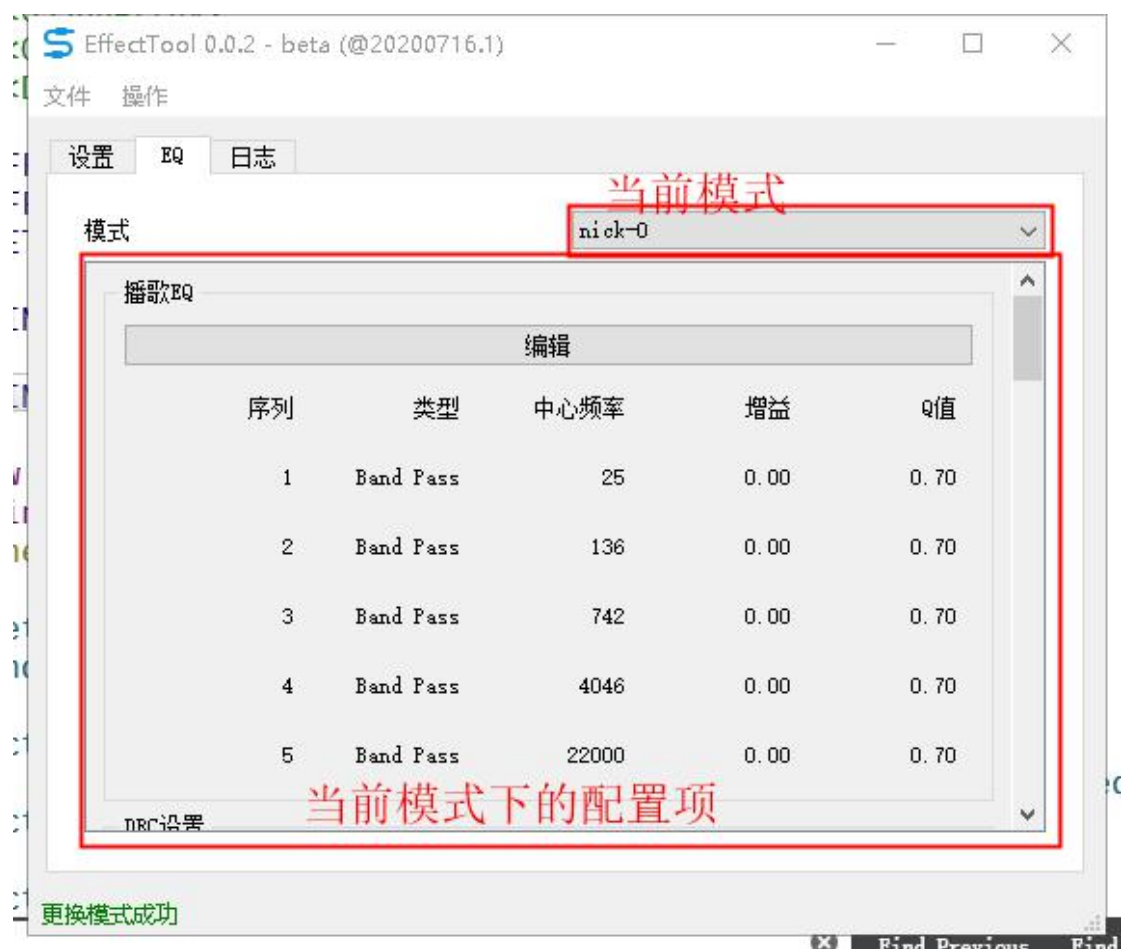 EffectTool 0.0.2 - beta (@20200716.1)
文件 操作
设置 EQ 日志
当前模式
模式 nick-0
播歌EQ
编辑
序列 类型 中心频率 增益 Q值
1 Band Pass 25 0.00 0.70
2 Band Pass 136 0.00 0.70
3 Band Pass 742 0.00 0.70
4 Band Pass 4046 0.00 0.70
5 Band Pass 22000 0.00 0.70
当前模式下的配置项
DRC设置
更换模式成功
Find Previous Find